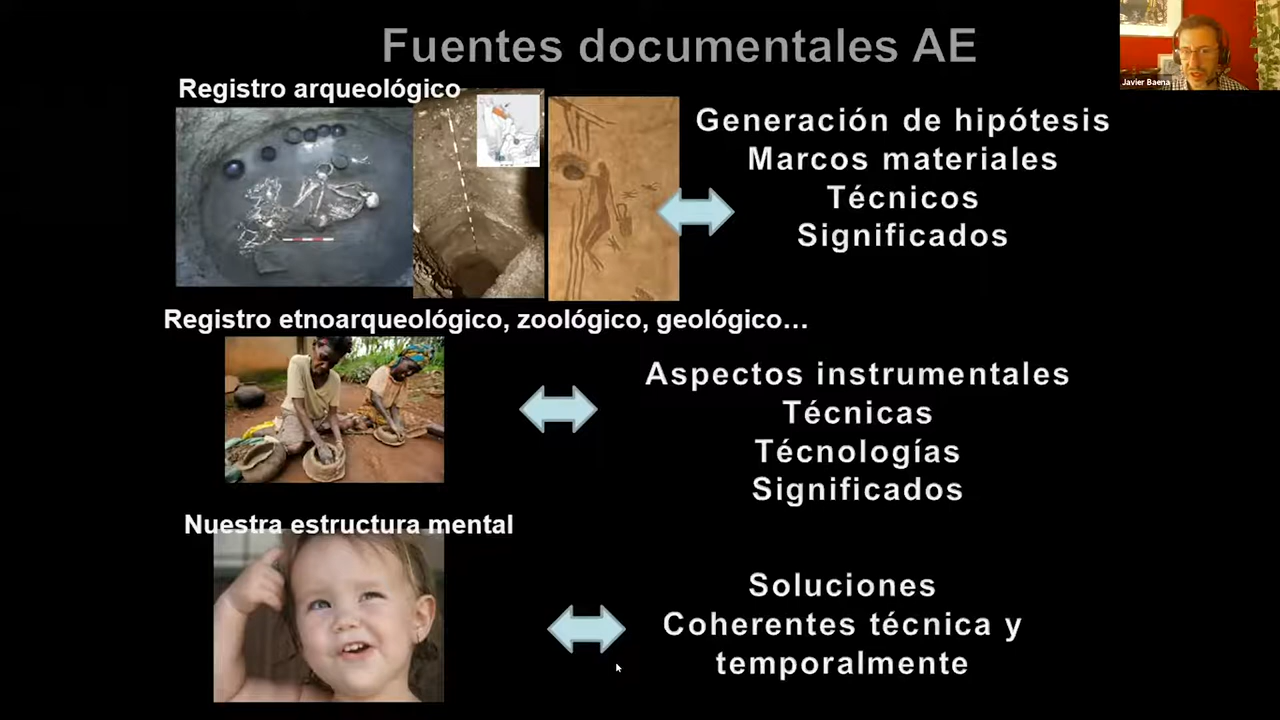 Fuentes documentales AE
Javier Baena
Registro arqueológico
Generación de hipótesis
Marcos materiales
Técnicos
Significados
Registro etnoarqueológico, zoológico, geológico...
Aspectos instrumentales
Técnicas
Técnologías
Significados
Nuestra estructura mental
Soluciones
Coherentes técnica y
temporalmente